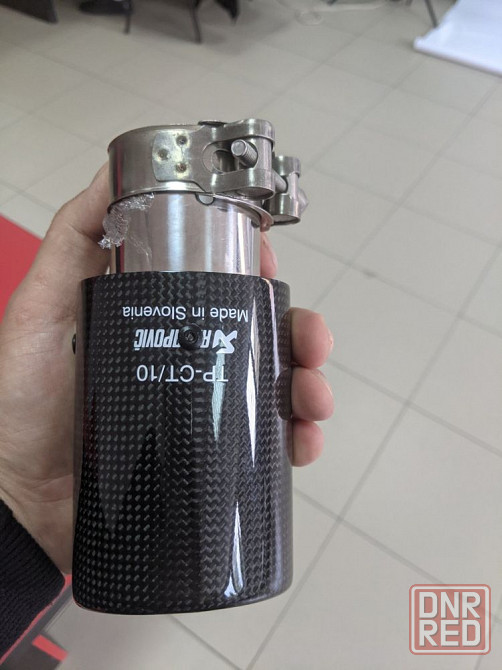 TP-CT/10
AKRAPOVIČ
Made in Slovenia
DNR
RED